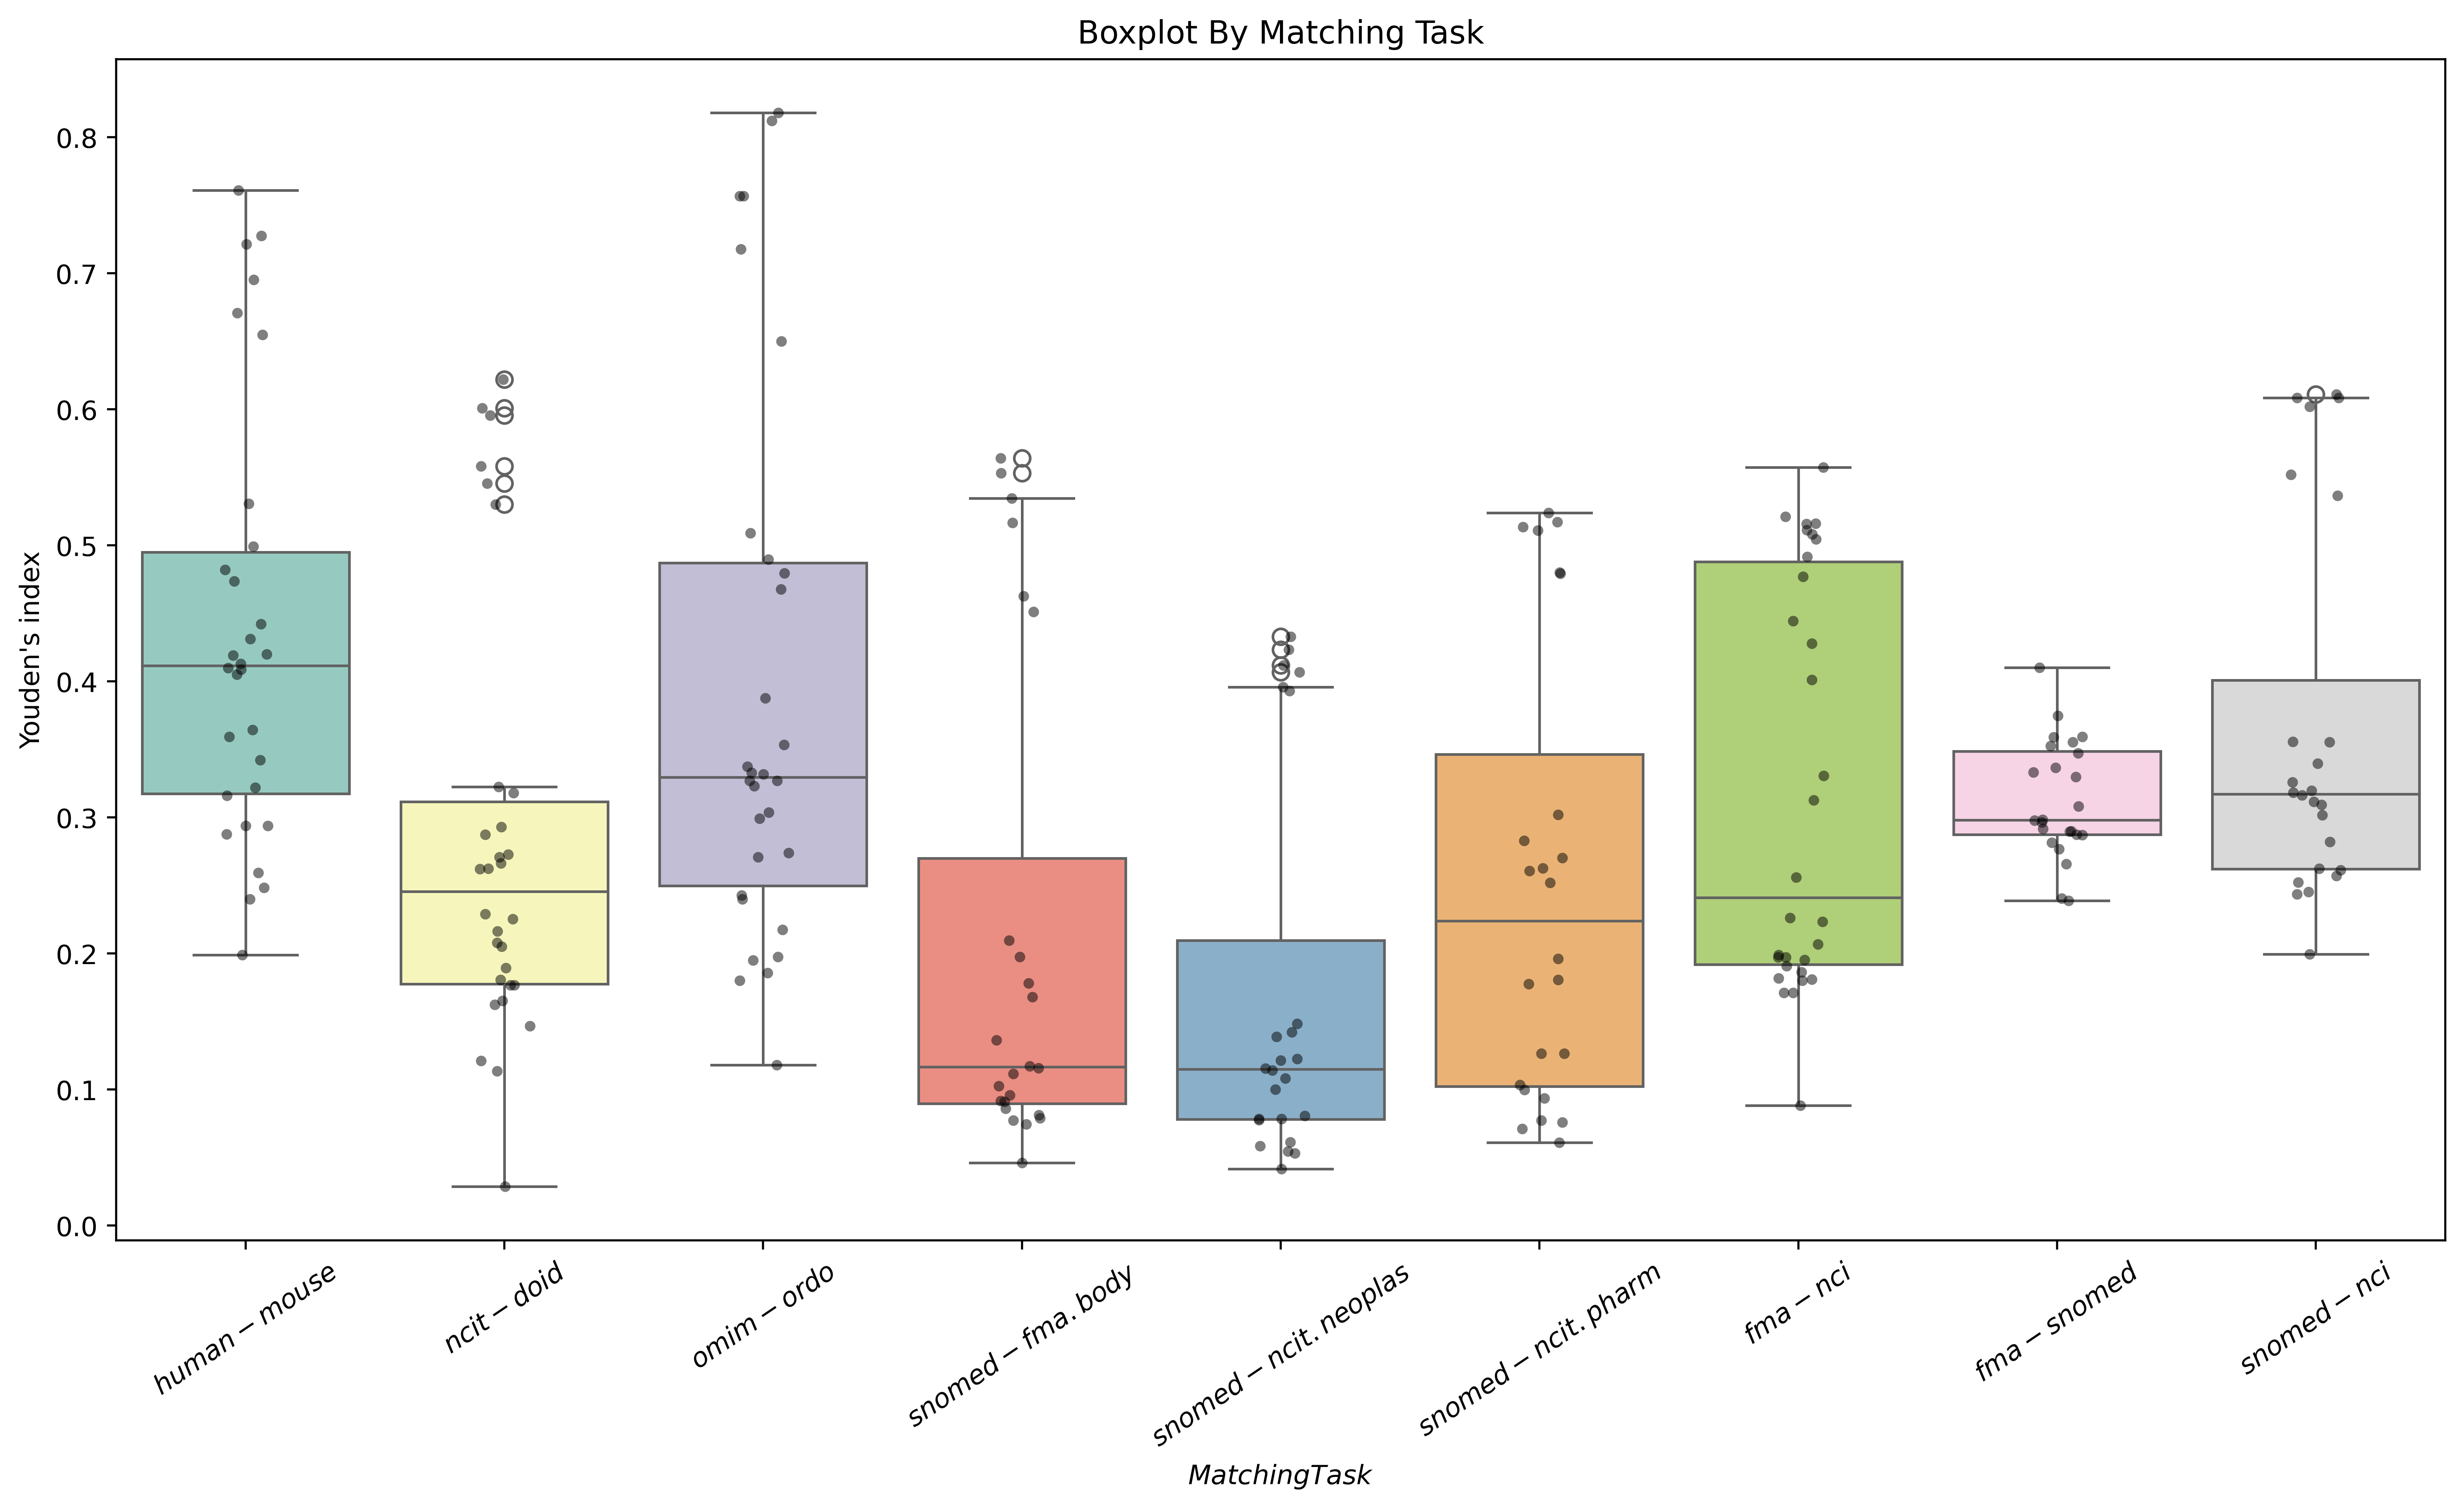 Boxplot By Matching Task
Youden's index
0.8
0.7
0.6
0.5
0.4
0.3
0.2
0.1
0.0
human − mouse
ncit − doid
omim − ordo
snomed − fma. body
snomed − ncit. neoplas
snomed − ncit. pharm
fma − nci
fma − snomed
snomed − nci
MatchingTask